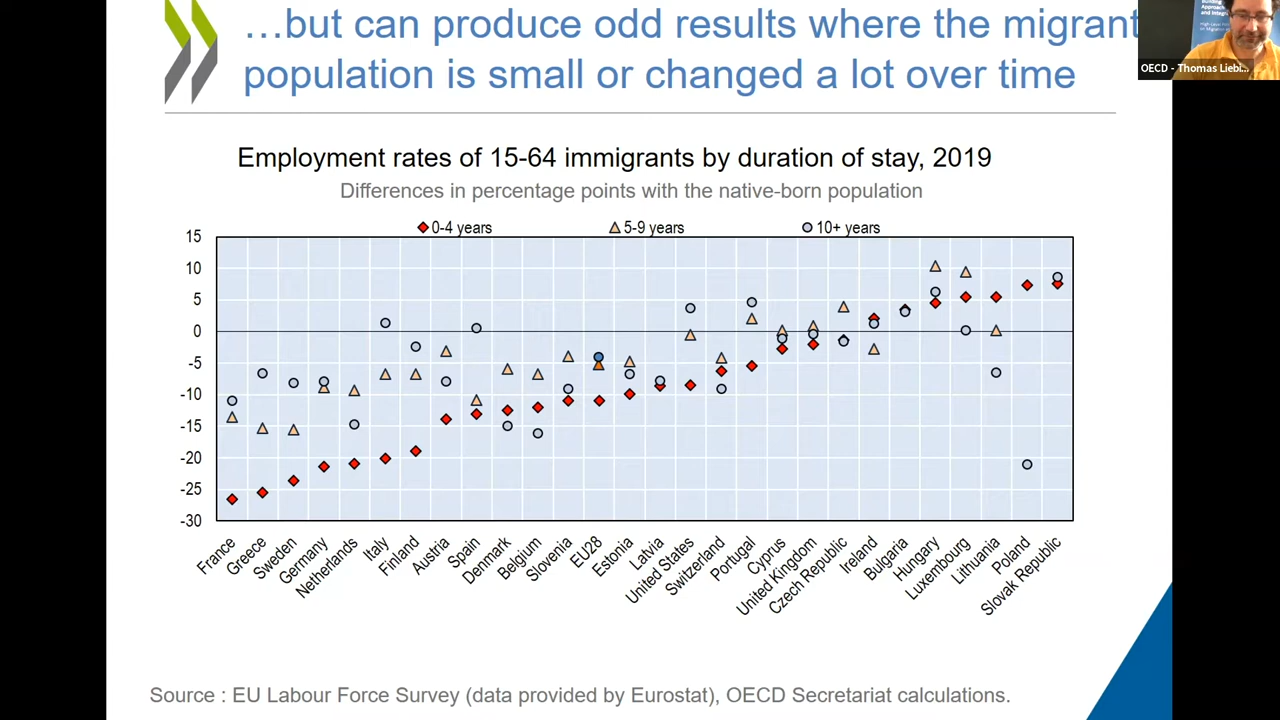 …but can produce odd results where the migrant
population is small or changed a lot over time
OECD - Thomas Liebi...
Employment rates of 15-64 immigrants by duration of stay, 2019
Differences in percentage points with the native-born population
0-4 years
5-9 years
10+ years
15
10
5
0
-5
-10
-15
-20
-25
-30
France
Greece
Sweden
Germany
Netherlands
Italy
Finland
Austria
Spain
Denmark
Belgium
Slovenia
EU28
Estonia
Latvia
United States
Switzerland
Portugal
Cyprus
United Kingdom
Czech Republic
Ireland
Bulgaria
Hungary
Luxembourg
Lithuania
Poland
Slovak Republic
Source : EU Labour Force Survey (data provided by Eurostat), OECD Secretariat calculations.